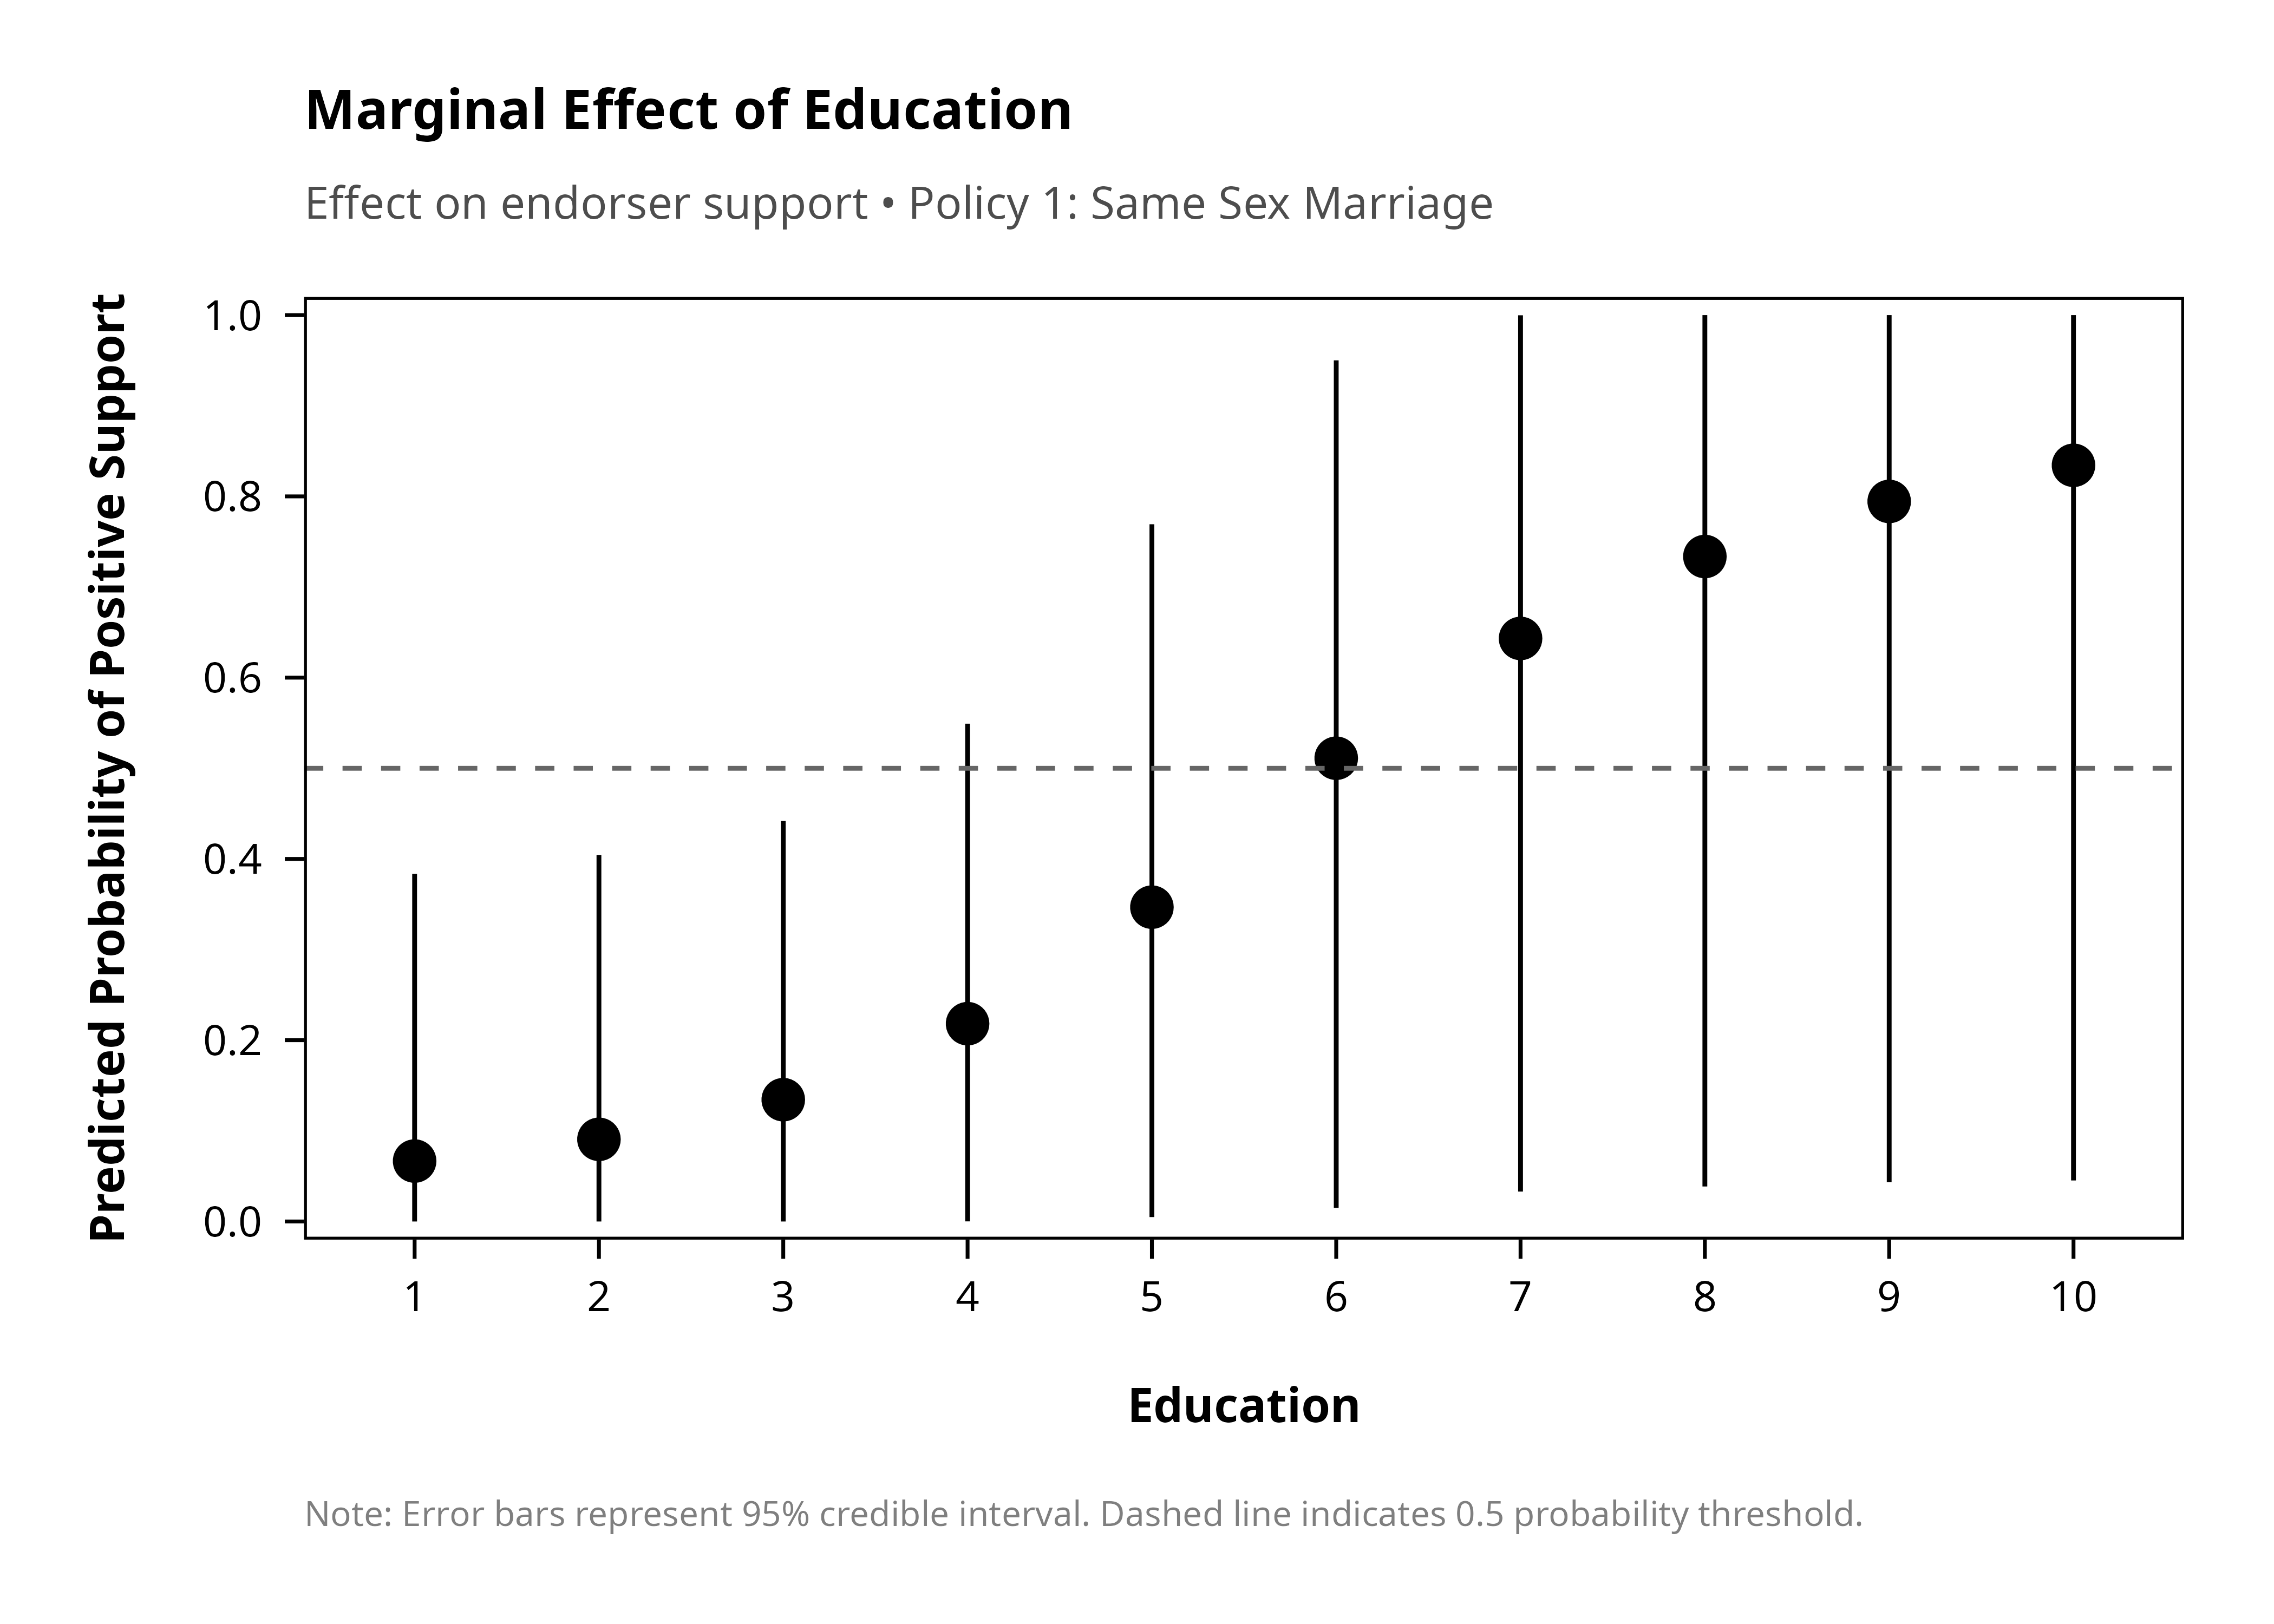 Marginal Effect of Education
Effect on endorser support • Policy 1: Same Sex Marriage
Predicted Probability of Positive Support
1.0
0.8
0.6
0.4
0.2
0.0
1 2 3 4 5 6 7 8 9 10
Education
Note: Error bars represent 95% credible interval. Dashed line indicates 0.5 probability threshold.